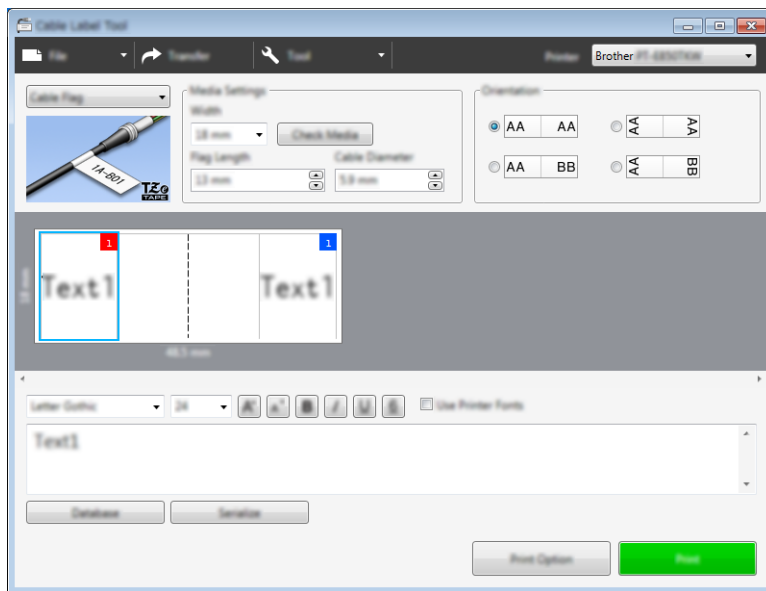 Cable Label Tool
File
Transfer
Tool
Printer
Brother PT-E850TKW
Cable Flag
Media Settings
Width
18 mm
Check Media
Flag Length
Cable Diameter
13 mm
5.9 mm
Orientation
AA AA
AA AA
AA BB
AA BB
1A-B01
TZe
TAPE
1
1
Text1
Text1
18 mm
48.5 mm
Letter Gothic
24
A
A
B
I
U
Use Printer Fonts
Text1
Database
Serialize
Print Option
Print